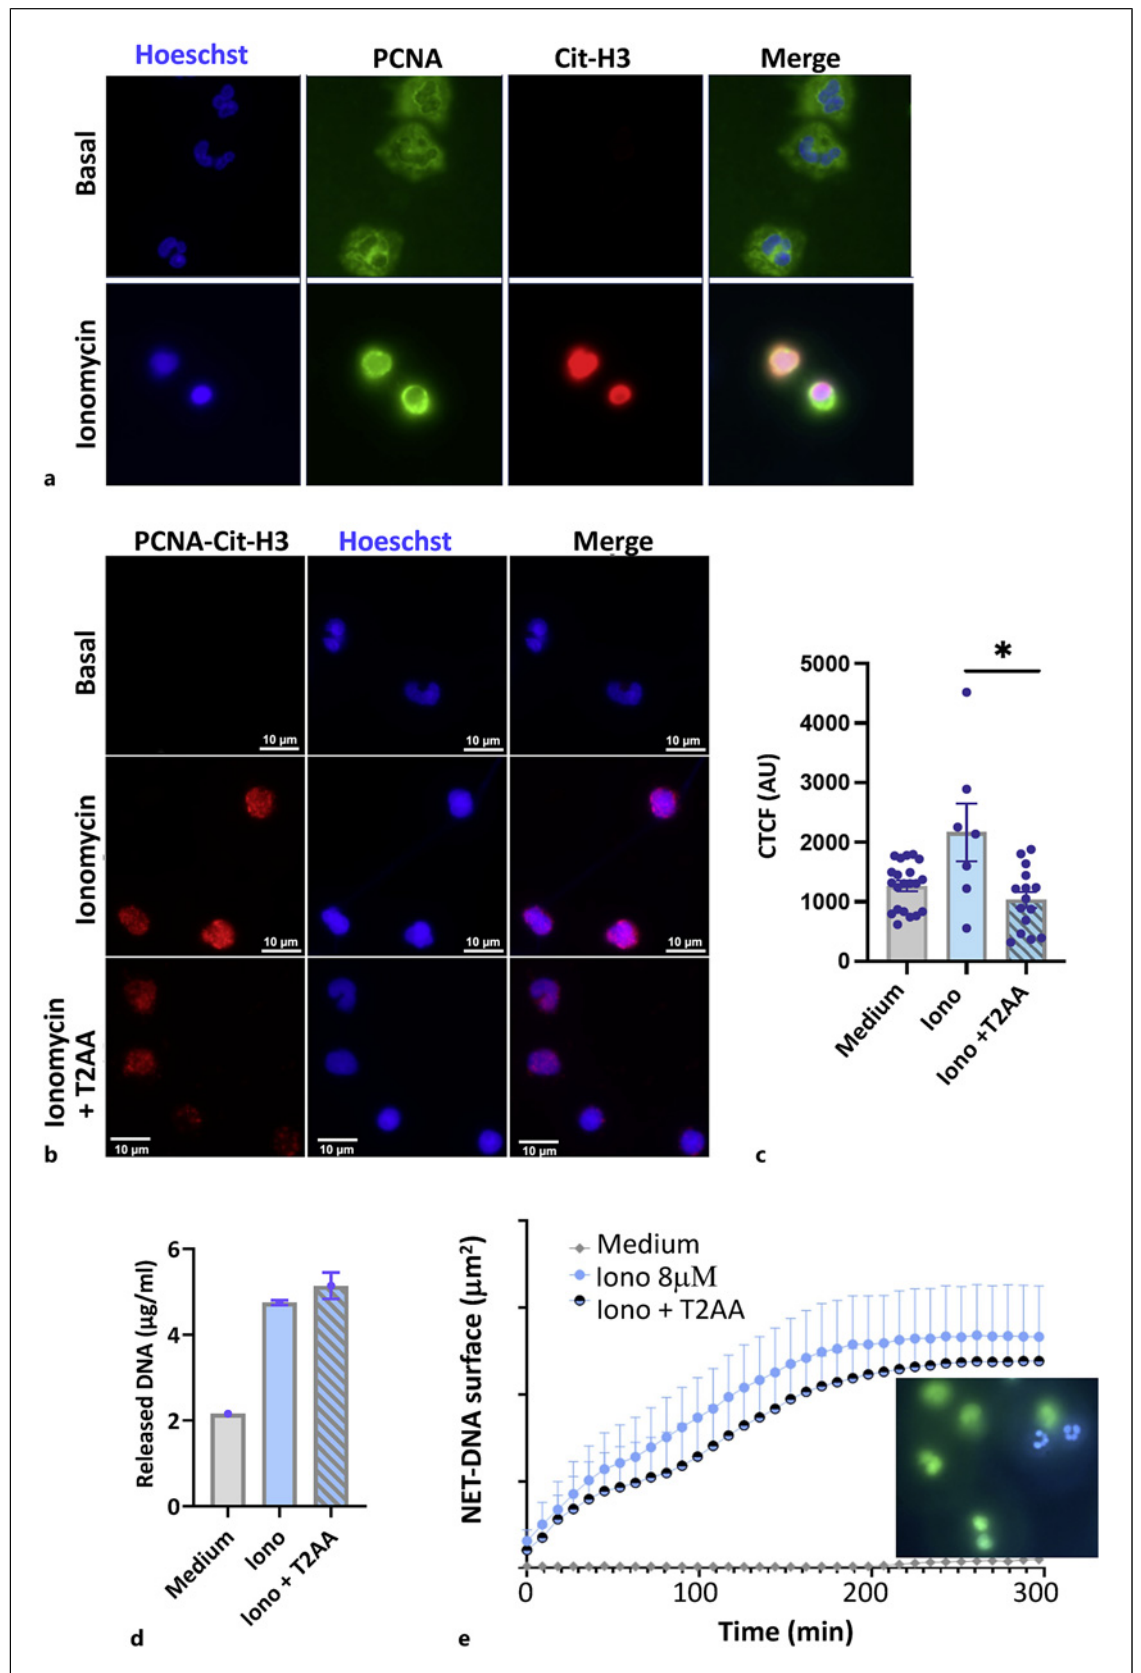 Hoeschst PCNA Cit-H3 Merge
Basal
Ionomycin
a
PCNA-Cit-H3 Hoeschst Merge
Basal
10 µm 10 µm 10 µm
Ionomycin
10 µm 10 µm 10 µm
Ionomycin
+ T2AA
10 µm 10 µm 10 µm
b
*
CTCF (AU)
5000
4000
3000
2000
1000
0
Medium
Iono
Iono +T2AA
c
Released DNA (µg/ml)
6
4
2
0
Medium
Iono
Iono + T2AA
d
NET-DNA surface (µm²)
Medium
Iono 8µM
Iono + T2AA
0 100 200 300
Time (min)
e